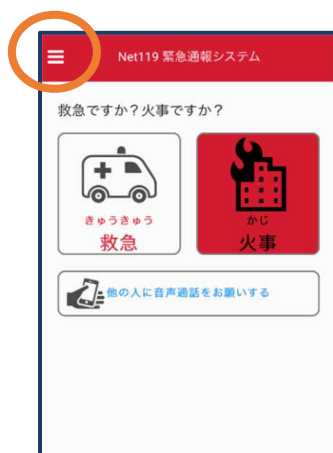 Net119 緊急通報システム
救急ですか？火事ですか？
きゅうきゅう
救急
かじ
火事
他の人に音声通話をお願いする